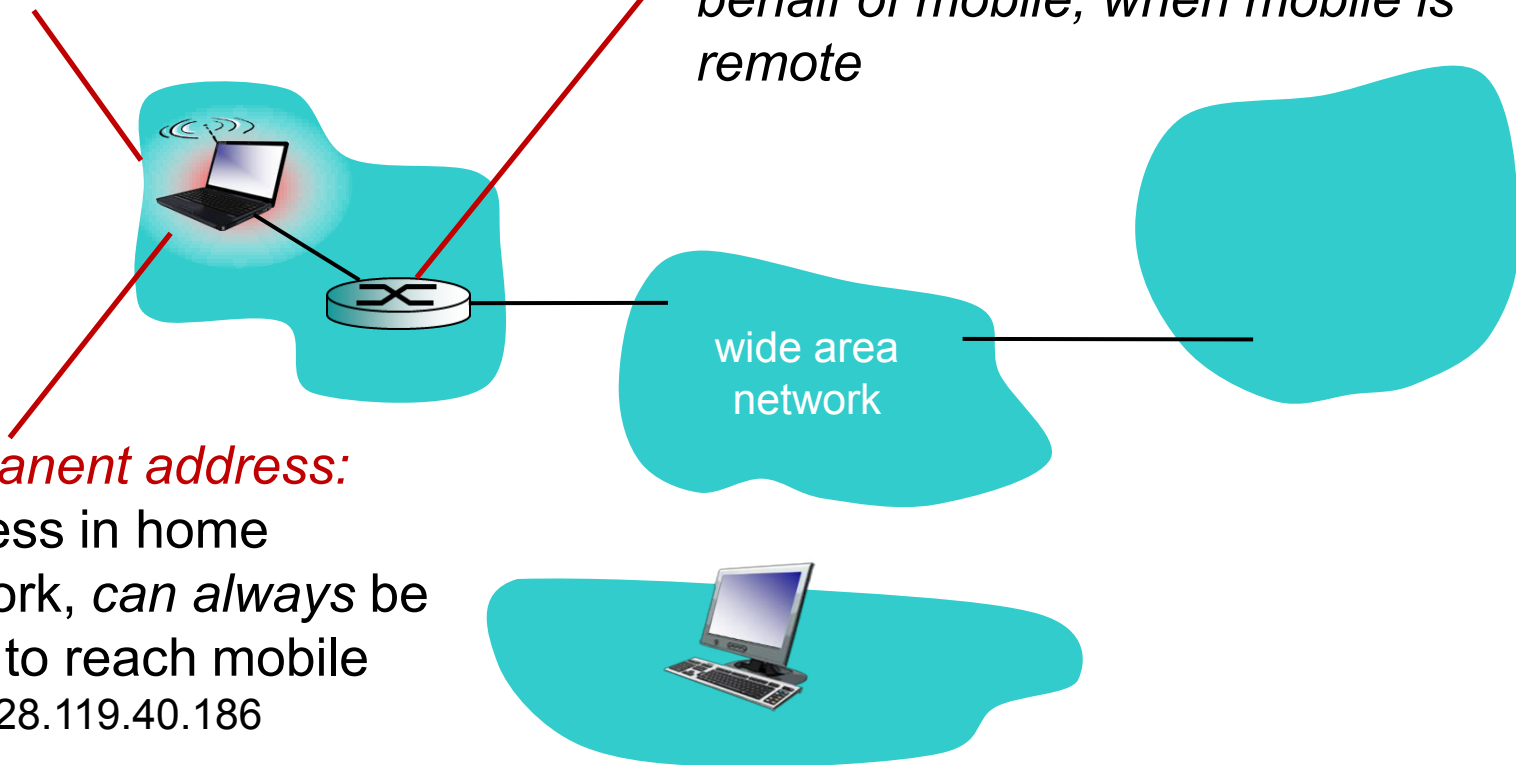 behalf of mobile, when mobile is
remote
wide area
network
anent address:
ess in home
ork, can always be
to reach mobile
28.119.40.186